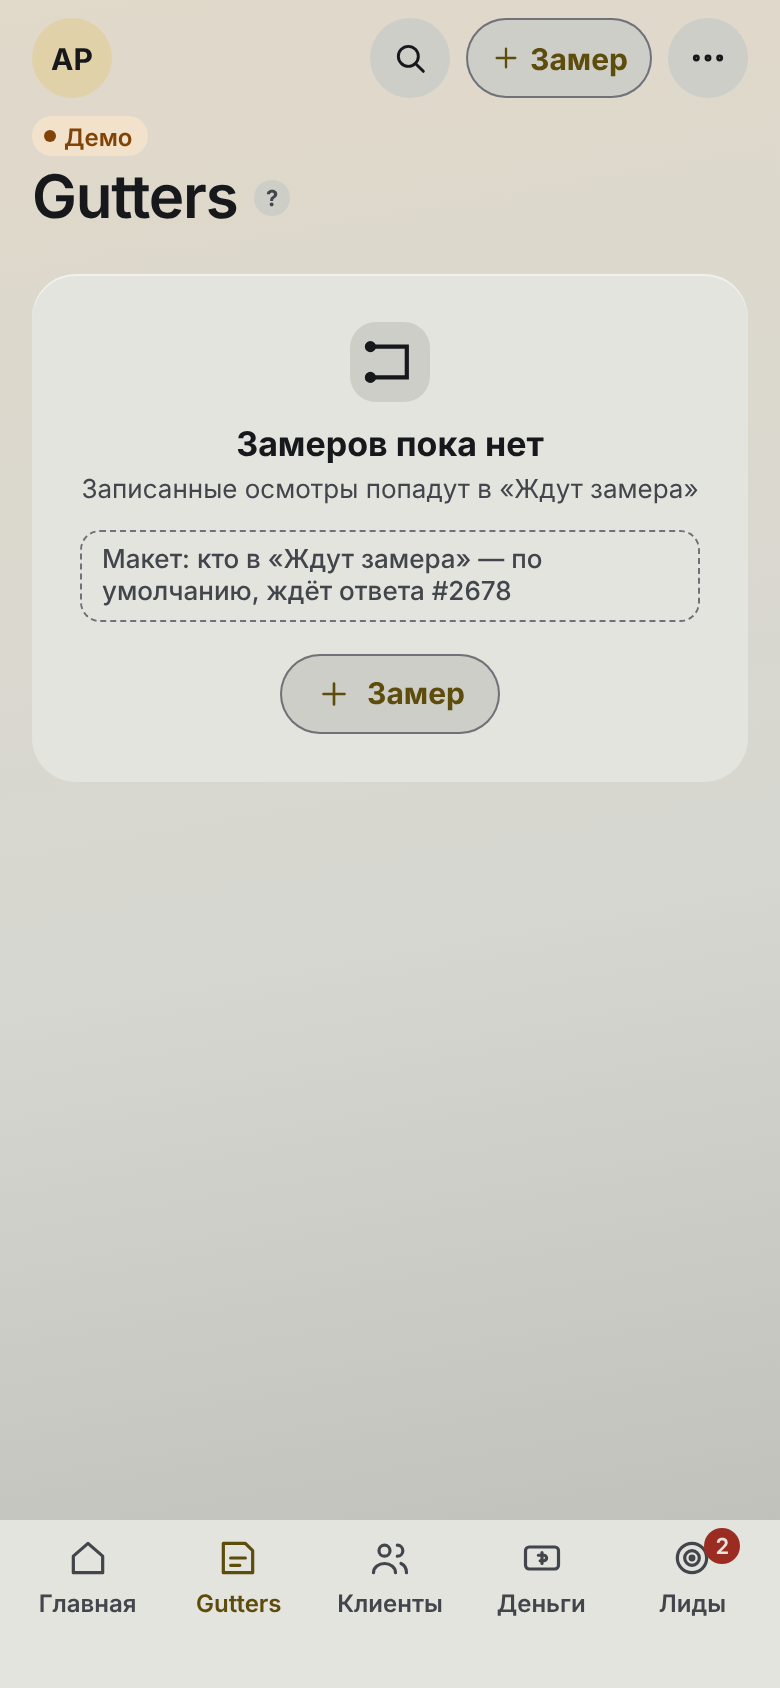 AP
+ Замер
Демо
Gutters ?
Замеров пока нет
Записанные осмотры попадут в «Ждут замера»
Макет: кто в «Ждут замера» — по
умолчанию, ждёт ответа #2678
+ Замер
2
Главная Gutters Клиенты Деньги Лиды